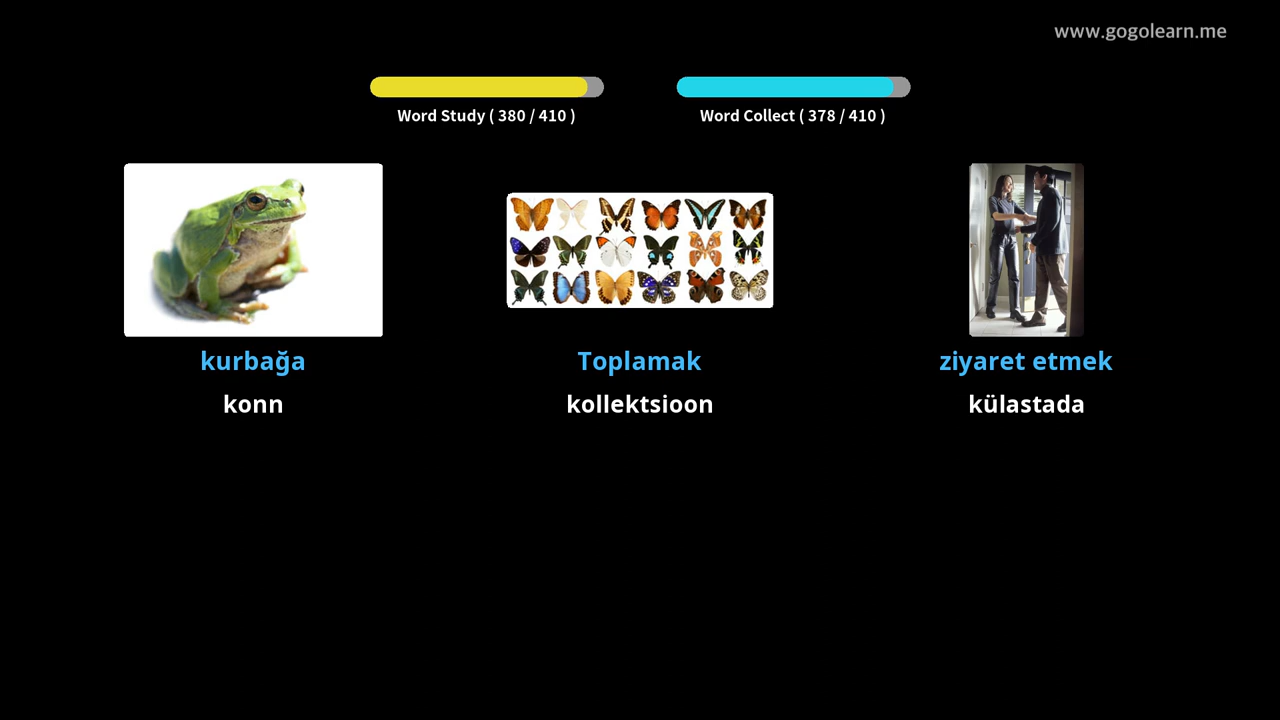 www.gogolearn.me
Word Study ( 380 / 410 )
Word Collect ( 378 / 410 )
kurbağa
Toplamak
ziyaret etmek
konn
kollektsioon
külastada